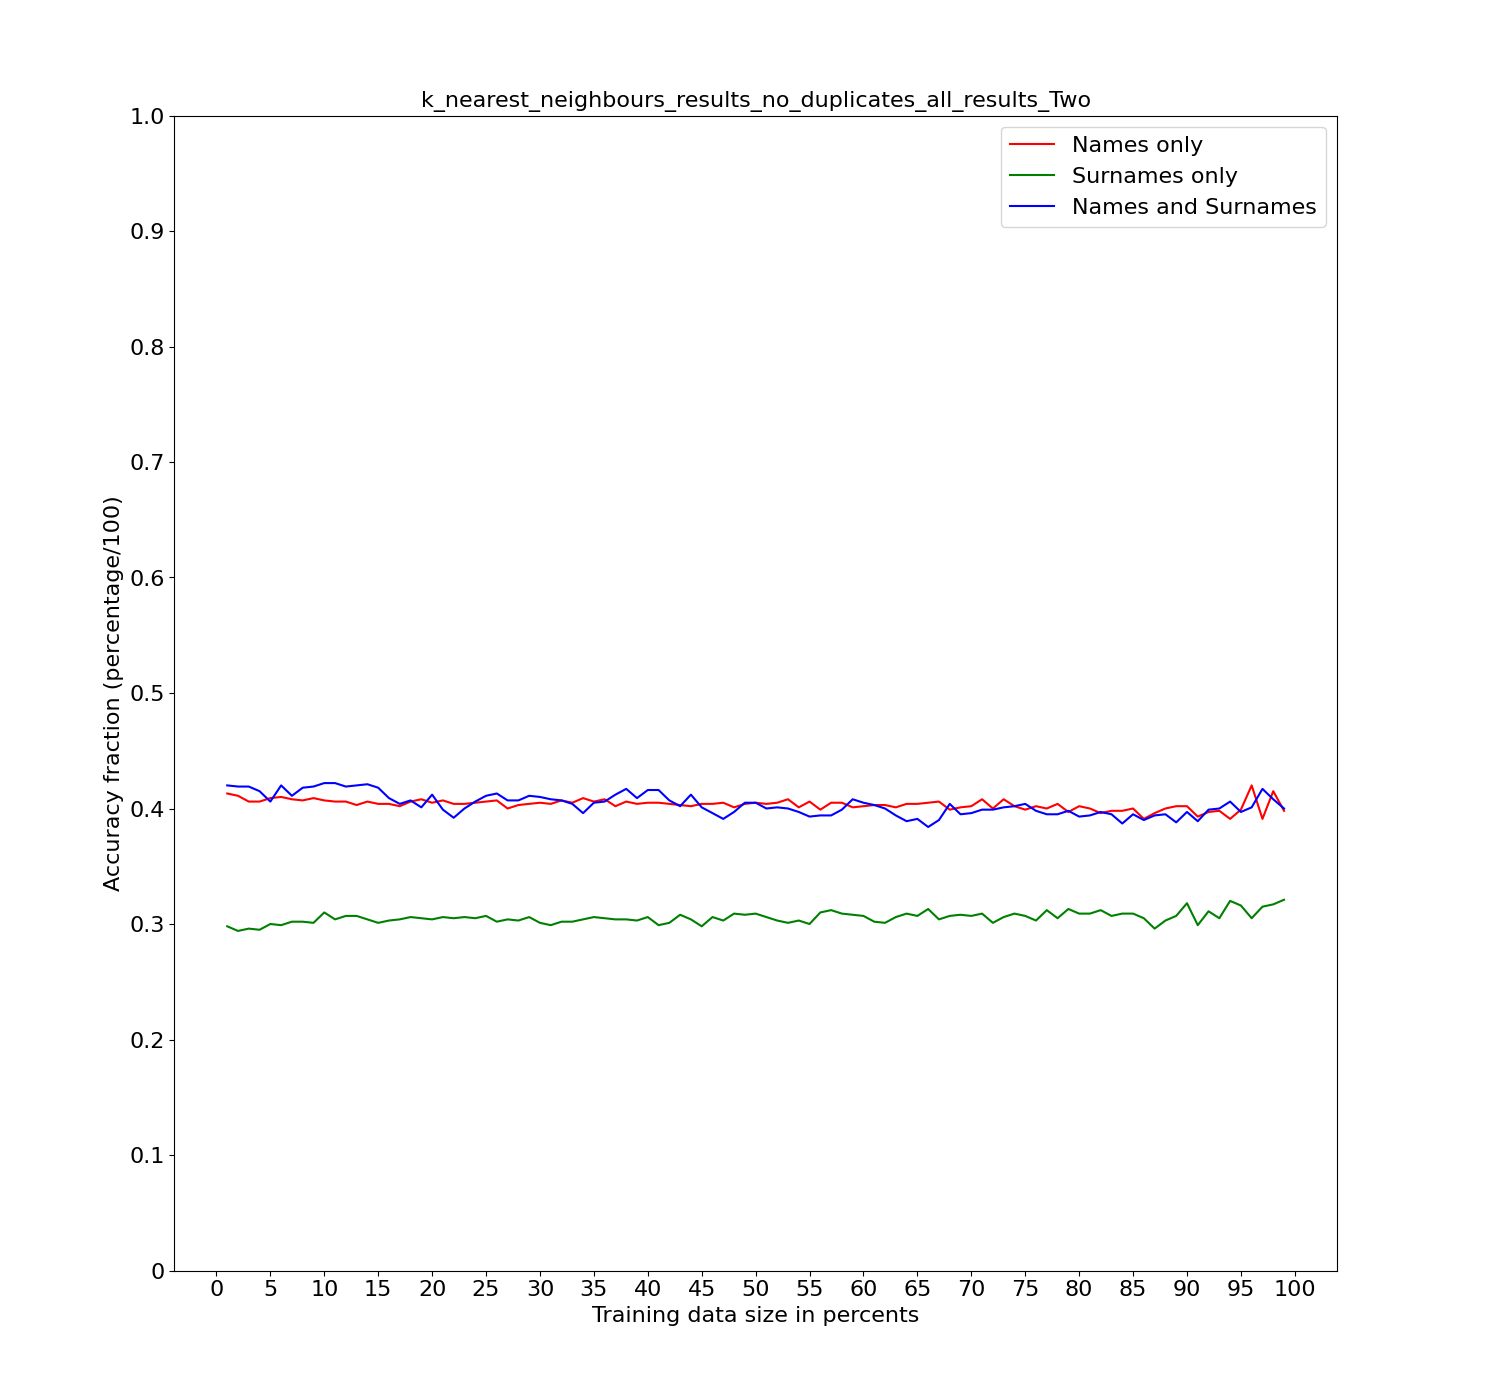 k_nearest_neighbours_results_no_duplicates_all_results_Two
Names only
Surnames only
Names and Surnames
1.0
0.9
0.8
0.7
0.6
0.5
0.4
0.3
0.2
0.1
0
Accuracy fraction (percentage/100)
0 5 10 15 20 25 30 35 40 45 50 55 60 65 70 75 80 85 90 95 100
Training data size in percents